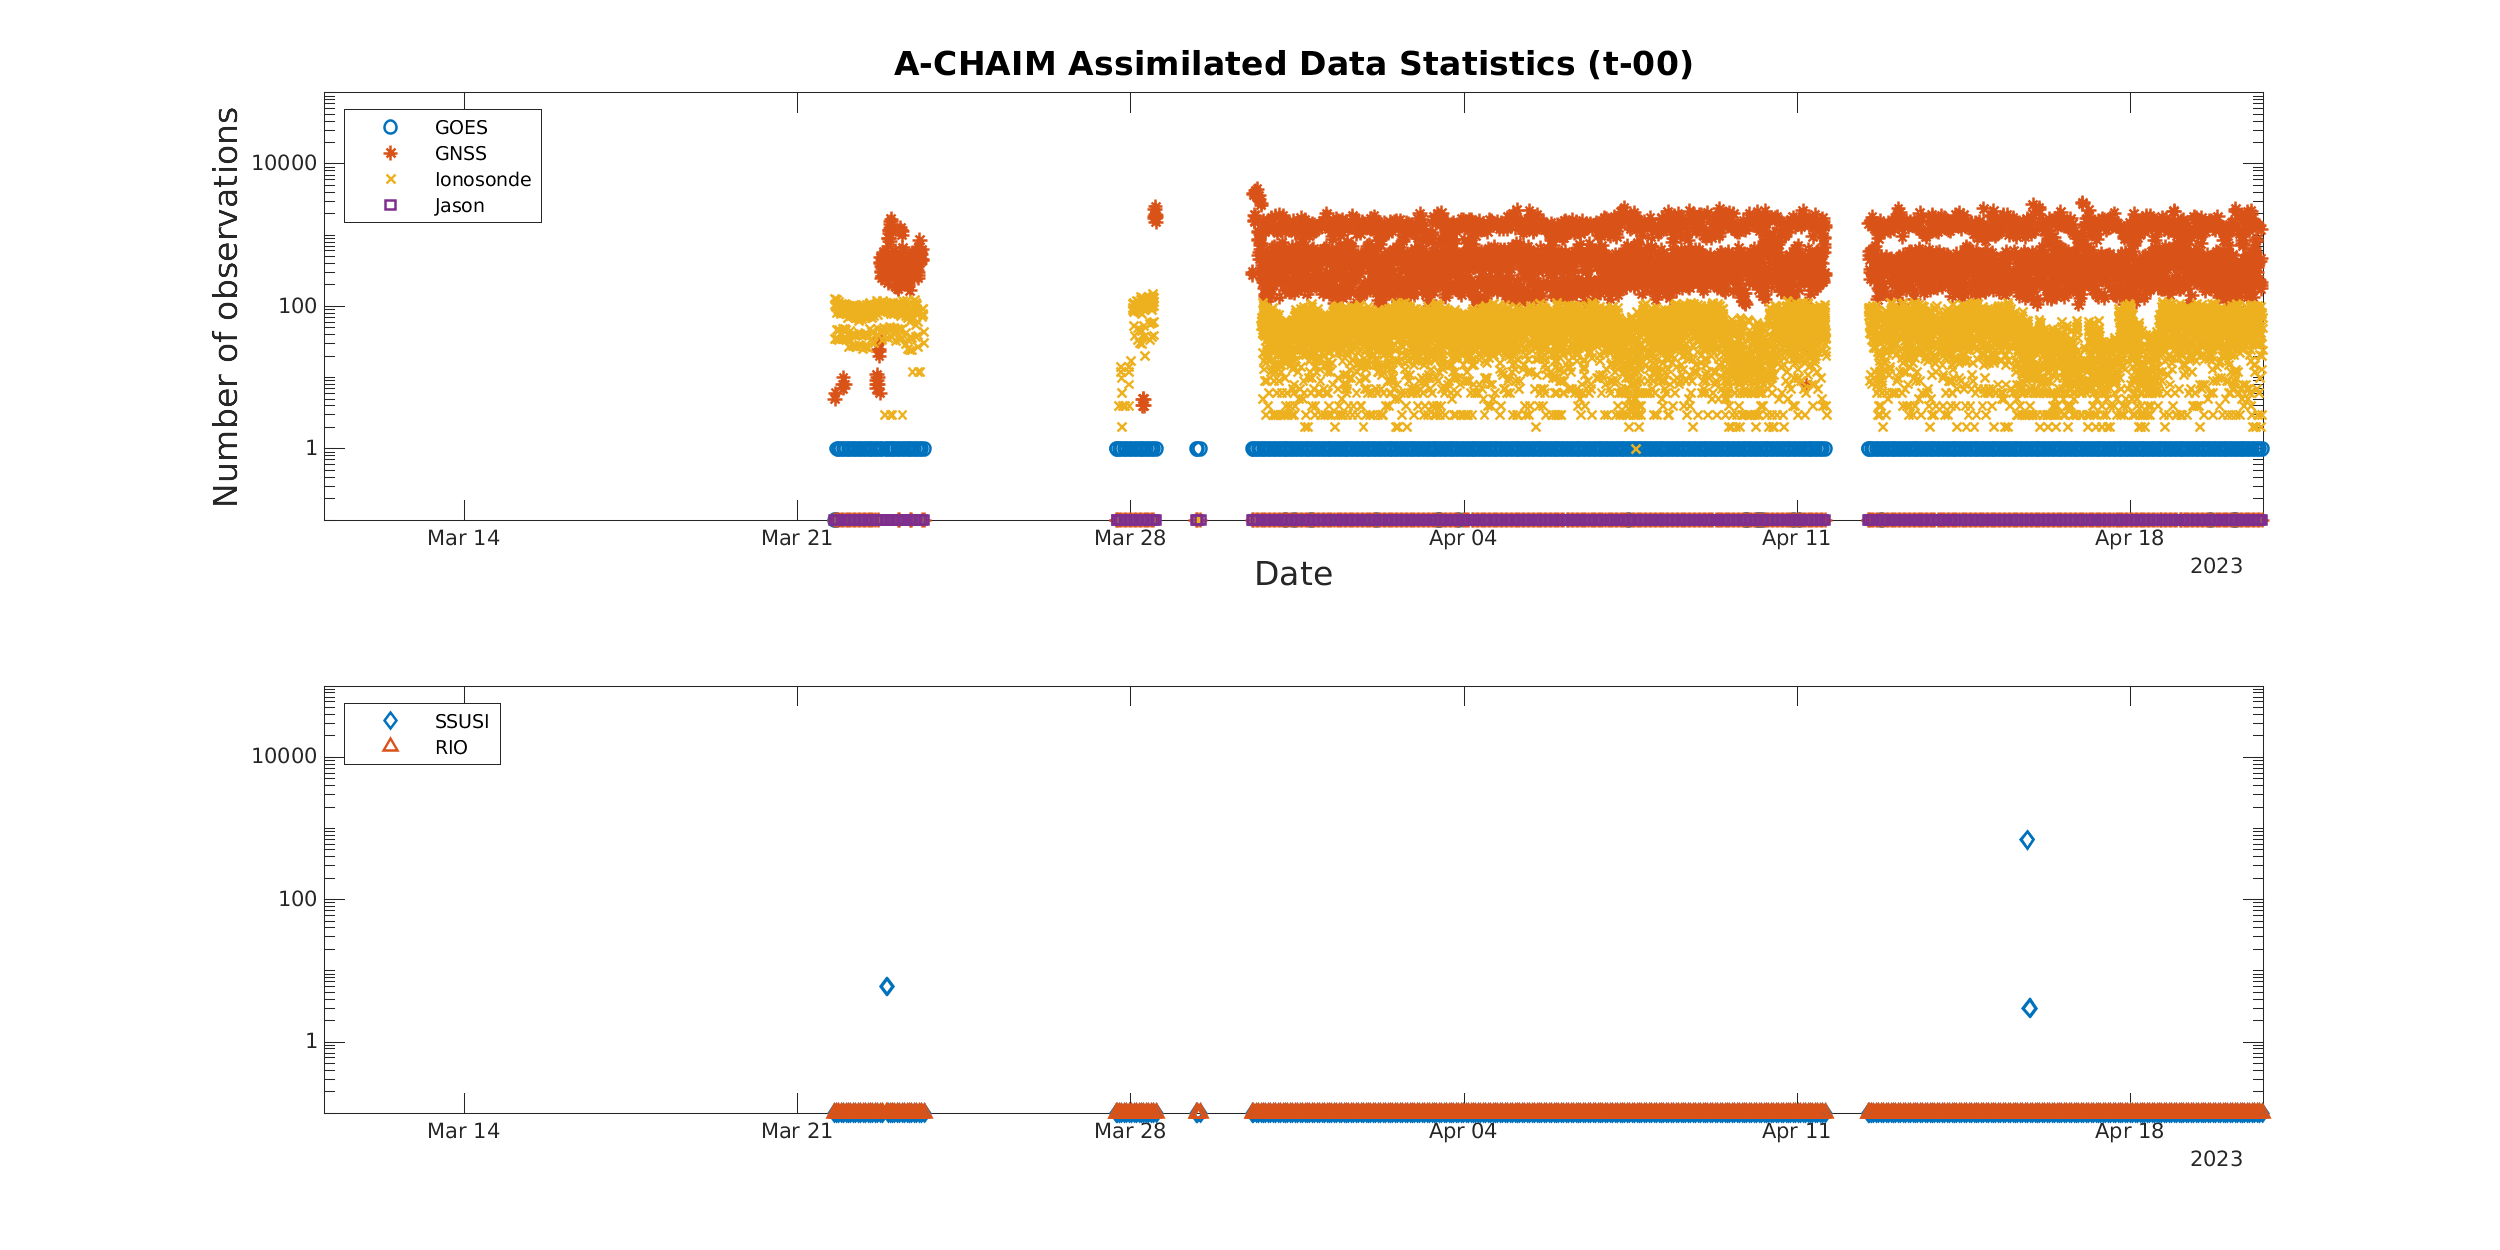 A-CHAIM Assimilated Data Statistics (t-00)
Number of observations
10000
100
1
GOES
GNSS
Ionosonde
Jason
Mar 14
Mar 21
Mar 28
Apr 04
Apr 11
Apr 18
2023
Date
10000
100
1
SSUSI
RIO
Mar 14
Mar 21
Mar 28
Apr 04
Apr 11
Apr 18
2023